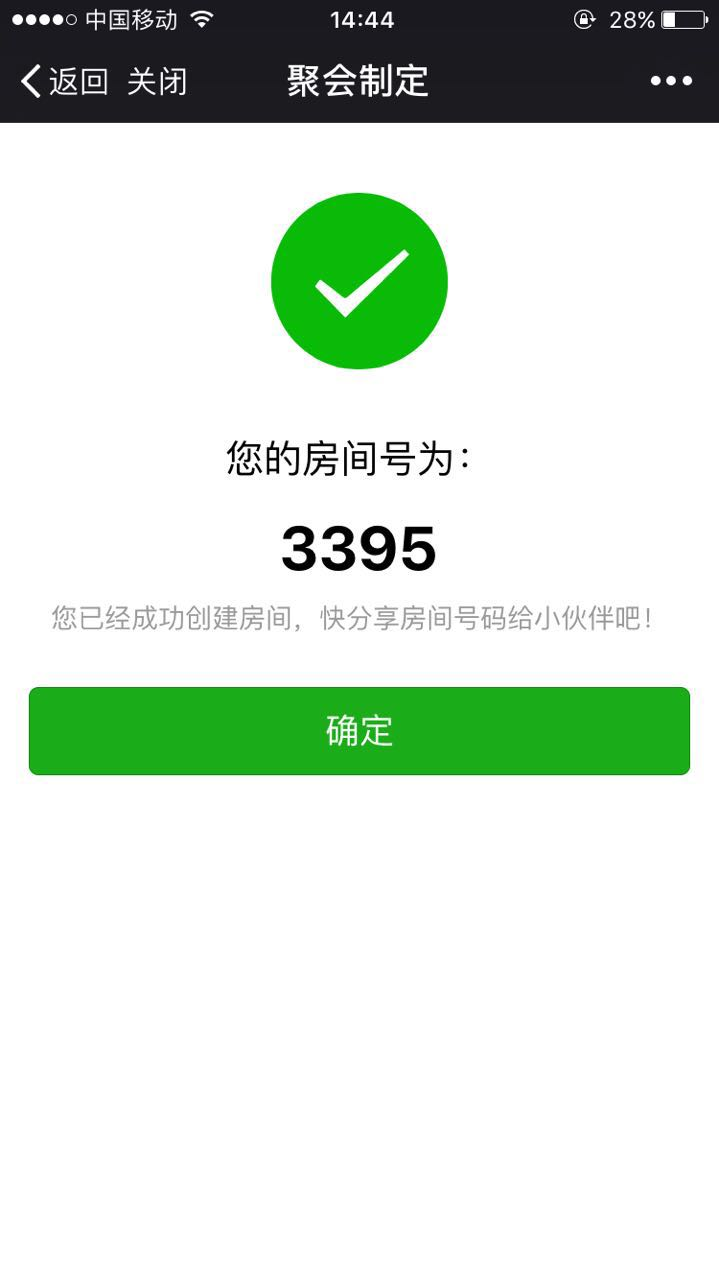 中国移动 14:44 28%
返回 关闭 聚会制定
您的房间号为：
3395
您已经成功创建房间，快分享房间号码给小伙伴吧！
确定